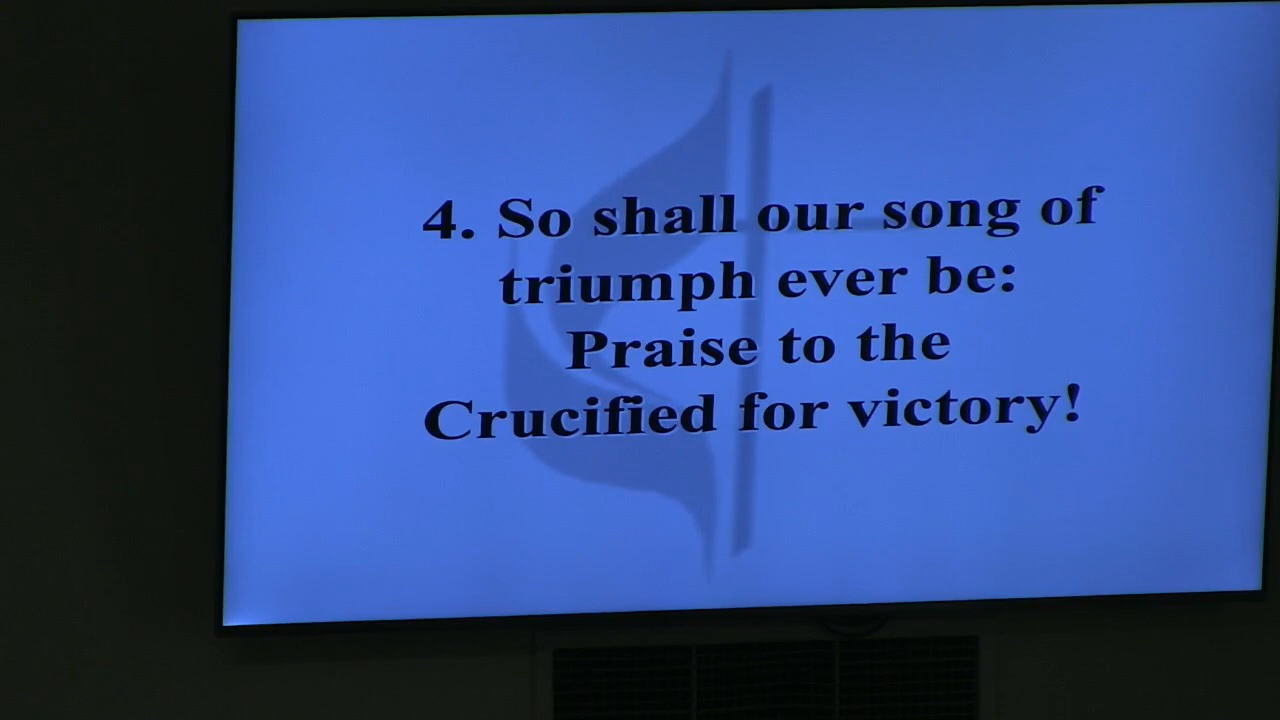 4. So shall our song of
triumph ever be:
Praise to the
Crucified for victory!